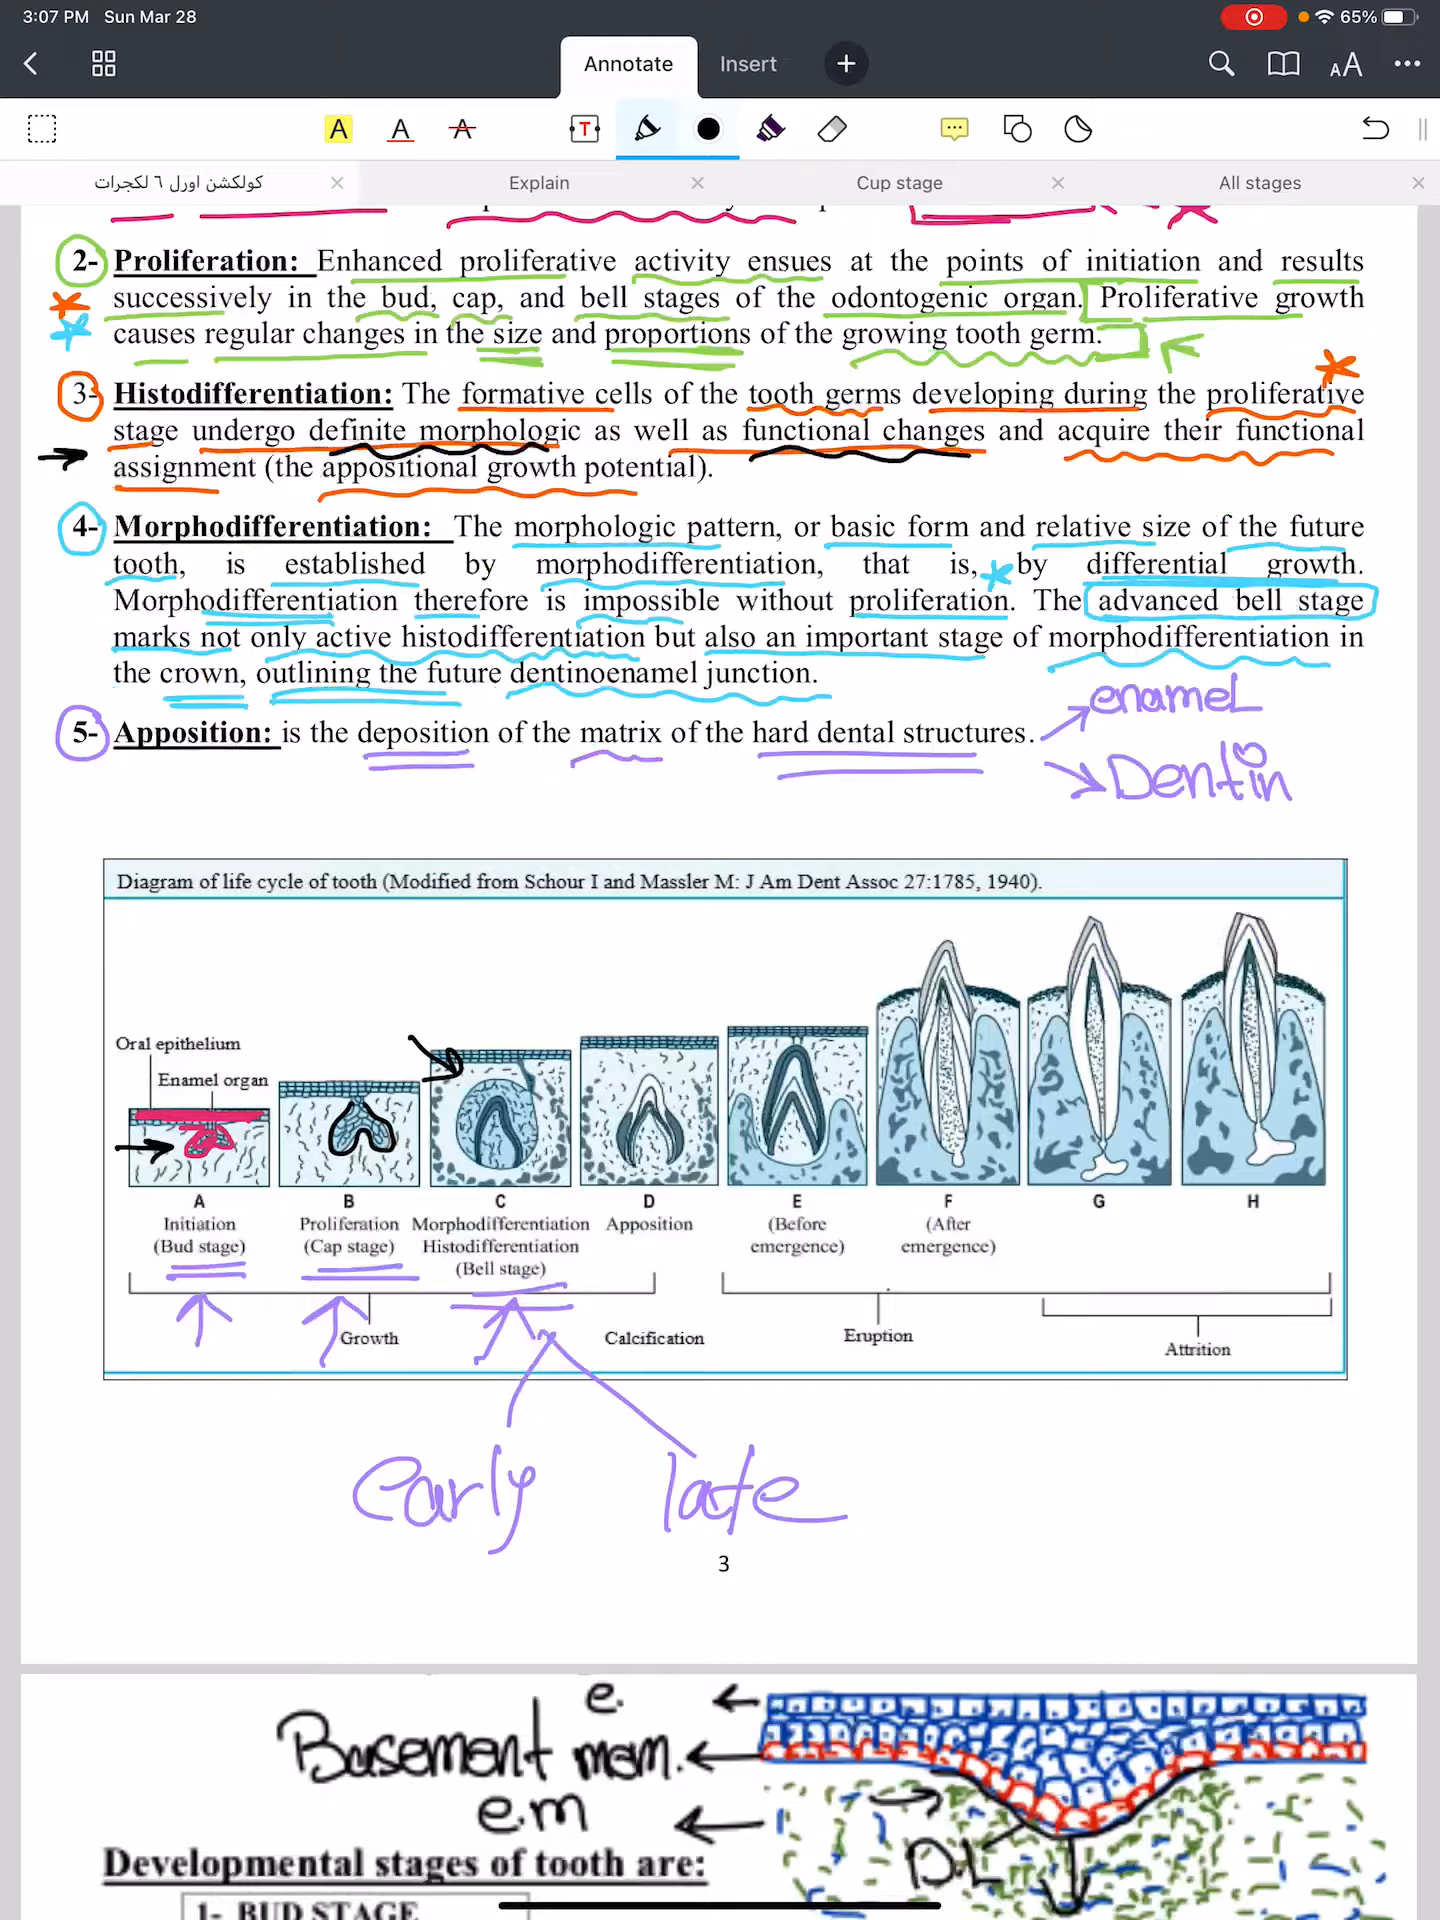 3:07 PM Sun Mar 28
65%
Annotate
Insert
كولكشن اورل ٦ لكجرات
Explain
Cup stage
All stages
2- Proliferation: Enhanced proliferative activity ensues at the points of initiation and results
successively in the bud, cap, and bell stages of the odontogenic organ. Proliferative growth
causes regular changes in the size and proportions of the growing tooth germ.
3- Histodifferentiation: The formative cells of the tooth germs developing during the proliferative
stage undergo definite morphologic as well as functional changes and acquire their functional
assignment (the appositional growth potential).
4- Morphodifferentiation: The morphologic pattern, or basic form and relative size of the future
tooth, is established by morphodifferentiation, that is, by differential growth.
Morphodifferentiation therefore is impossible without proliferation. The advanced bell stage
marks not only active histodifferentiation but also an important stage of morphodifferentiation in
the crown, outlining the future dentinoenamel junction.
enamel
5- Apposition: is the deposition of the matrix of the hard dental structures.
Dentin
Diagram of life cycle of tooth (Modified from Schour I and Massler M: J Am Dent Assoc 27:1785, 1940).
Oral epithelium
Enamel organ
A B C D E F G H
Initiation Proliferation Morphodifferentiation Apposition (Before (After
(Bud stage) (Cap stage) Histodifferentiation emergence) emergence)
(Bell stage)
Growth Calcification Eruption
Attrition
early late
3
e.
Basement mem.
e.m
D.L
Developmental stages of tooth are:
1- BUD STAGE